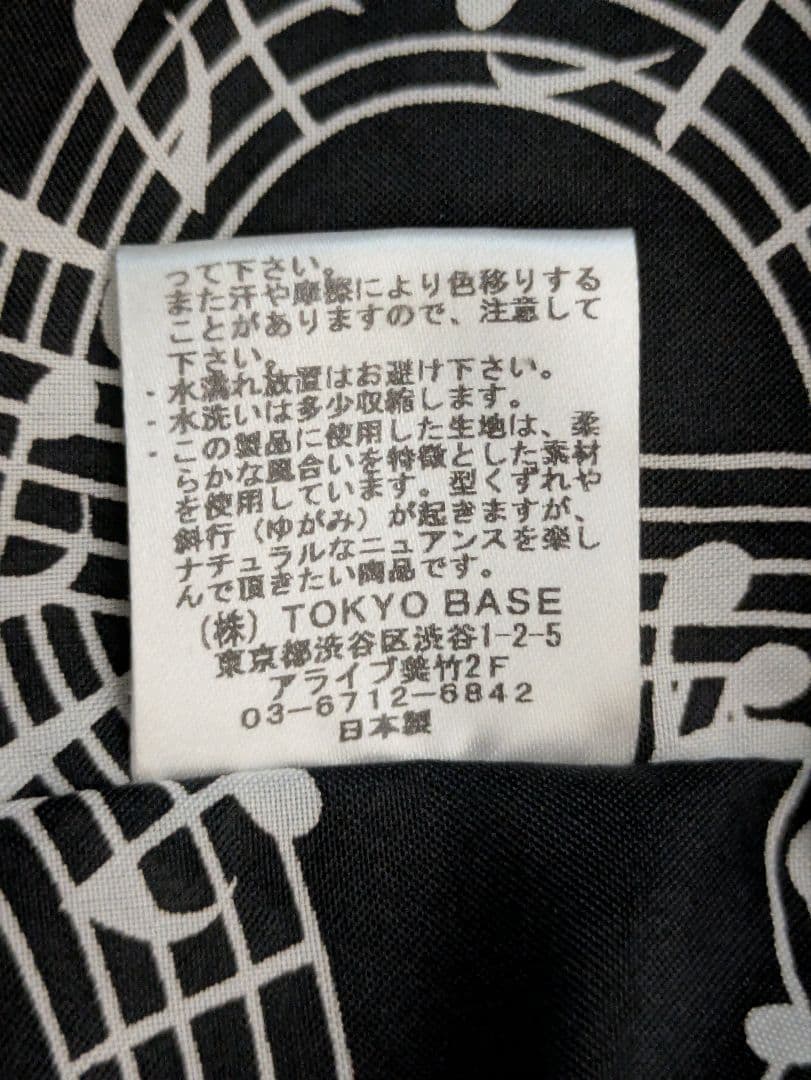 って下さい。
また汗や摩擦により色移りする
ことがありますので、注意して
下さい。
・水濡れ放置はお避け下さい。
・水洗いは多少収縮します。
・この製品に使用した生地は、柔
らかな風合いを特徴とした素材
を使用しています。型くずれや
斜行（ゆがみ）が起きますが、
ナチュラルなニュアンスを楽し
んで頂きたい商品です。
（株）TOKYO BASE
東京都渋谷区渋谷1-2-5
アライブ美竹2F
03-6712-6842
日本製